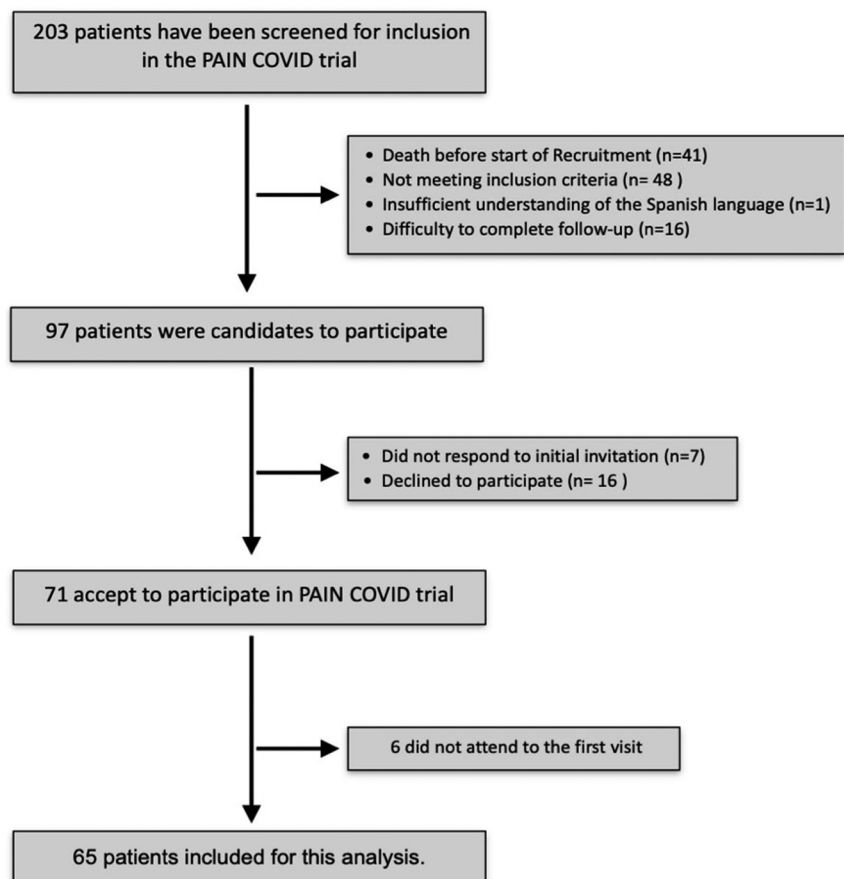 203 patients have been screened for inclusion
in the PAIN COVID trial
• Death before start of Recruitment (n=41)
• Not meeting inclusion criteria (n= 48 )
• Insufficient understanding of the Spanish language (n=1)
• Difficulty to complete follow-up (n=16)
97 patients were candidates to participate
• Did not respond to initial invitation (n=7)
• Declined to participate (n= 16 )
71 accept to participate in PAIN COVID trial
6 did not attend to the first visit
65 patients included for this analysis.